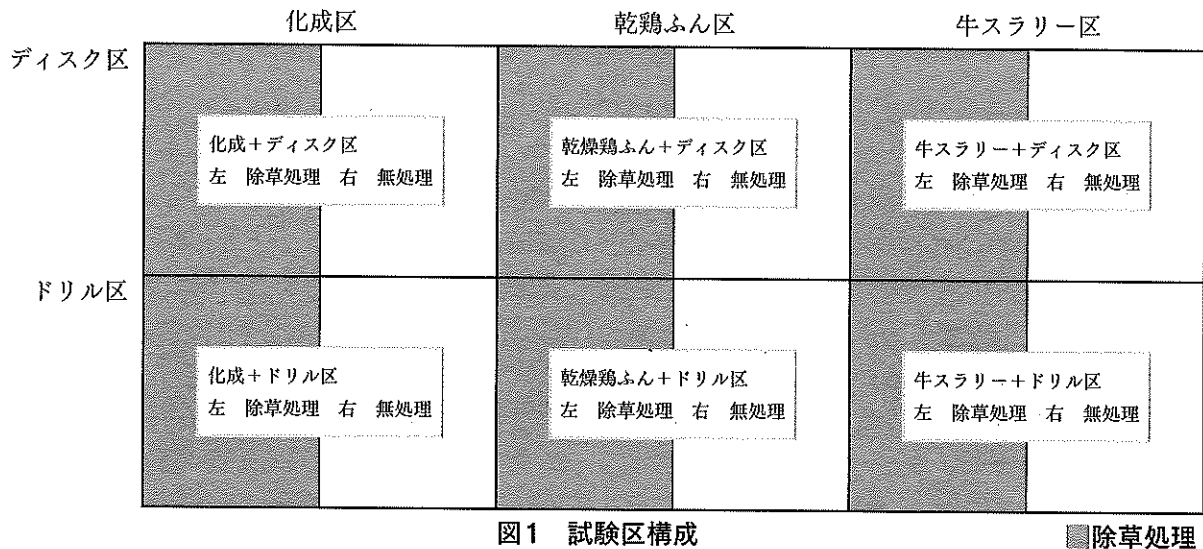 化成区 乾鶏ふん区 牛スラリー区
ディスク区
化成+ディスク区
左 除草処理 右 無処理
乾燥鶏ふん+ディスク区
左 除草処理 右 無処理
牛スラリー+ディスク区
左 除草処理 右 無処理
ドリル区
化成+ドリル区
左 除草処理 右 無処理
乾燥鶏ふん+ドリル区
左 除草処理 右 無処理
牛スラリー+ドリル区
左 除草処理 右 無処理
図1 試験区構成
除草処理